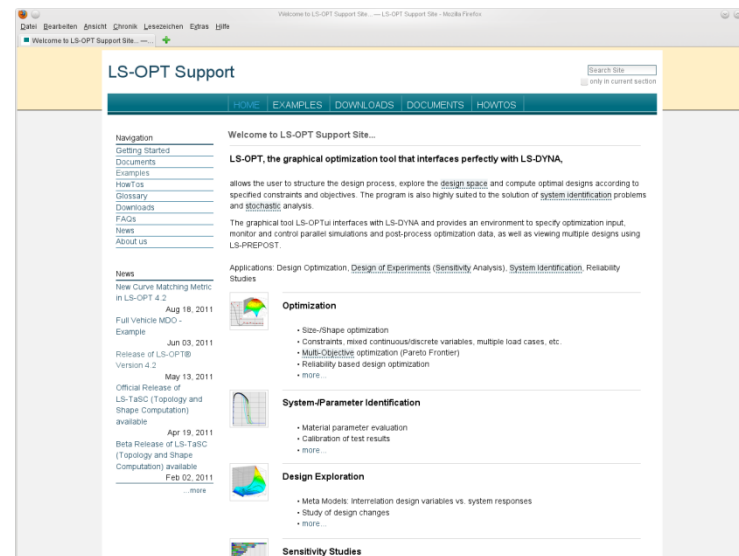 Welcome to LS-OPT Support Site... — LS-OPT Support Site - Mozilla Firefox
Datei Bearbeiten Ansicht Chronik Lesezeichen Extras Hilfe
Welcome to LS-OPT Support Site... —...
LS-OPT Support
Search Site
only in current section
HOME EXAMPLES DOWNLOADS DOCUMENTS HOWTOS
Navigation
Getting Started
Documents
Examples
HowTos
Glossary
Downloads
FAQs
News
About us
News
New Curve Matching Metric
in LS-OPT 4.2
Aug 18, 2011
Full Vehicle MDO -
Example
Jun 03, 2011
Release of LS-OPT®
Version 4.2
May 13, 2011
Official Release of
LS-TaSC (Topology and
Shape Computation)
available
Apr 19, 2011
Beta Release of LS-TaSC
(Topology and Shape
Computation) available
Feb 02, 2011
...more
Welcome to LS-OPT Support Site...
LS-OPT, the graphical optimization tool that interfaces perfectly with LS-DYNA,
allows the user to structure the design process, explore the design space and compute optimal designs according to
specified constraints and objectives. The program is also highly suited to the solution of system identification problems
and stochastic analysis.
The graphical tool LS-OPTui interfaces with LS-DYNA and provides an environment to specify optimization input,
monitor and control parallel simulations and post-process optimization data, as well as viewing multiple designs using
LS-PREPOST.
Applications: Design Optimization, Design of Experiments (Sensitivity Analysis), System Identification, Reliability
Studies
Optimization
• Size-/Shape optimization
• Constraints, mixed continuous/discrete variables, multiple load cases, etc.
• Multi-Objective optimization (Pareto Frontier)
• Reliability based design optimization
• more...
System-/Parameter Identification
• Material parameter evaluation
• Calibration of test results
• more...
Design Exploration
• Meta Models: Interrelation design variables vs. system responses
• Study of design changes
• more...
Sensitivity Studies